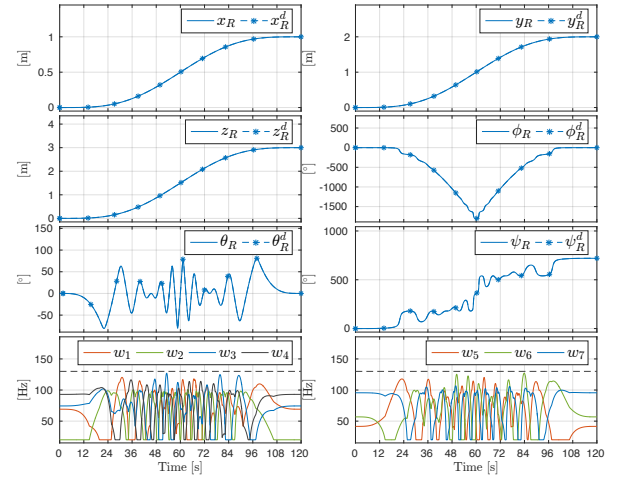 x_R x_R^d
[m]
1
0.5
0
y_R y_R^d
[m]
2
1
0
z_R z_R^d
[m]
4
3
2
1
0
ϕ_R ϕ_R^d
[°]
500
0
-500
-1000
-1500
θ_R θ_R^d
[°]
150
100
50
0
-50
ψ_R ψ_R^d
[°]
1000
500
0
w_1 w_2 w_3 w_4
[Hz]
150
100
50
0 12 24 36 48 60 72 84 96 108 120
Time [s]
w_5 w_6 w_7
[Hz]
150
100
50
0 12 24 36 48 60 72 84 96 108 120
Time [s]